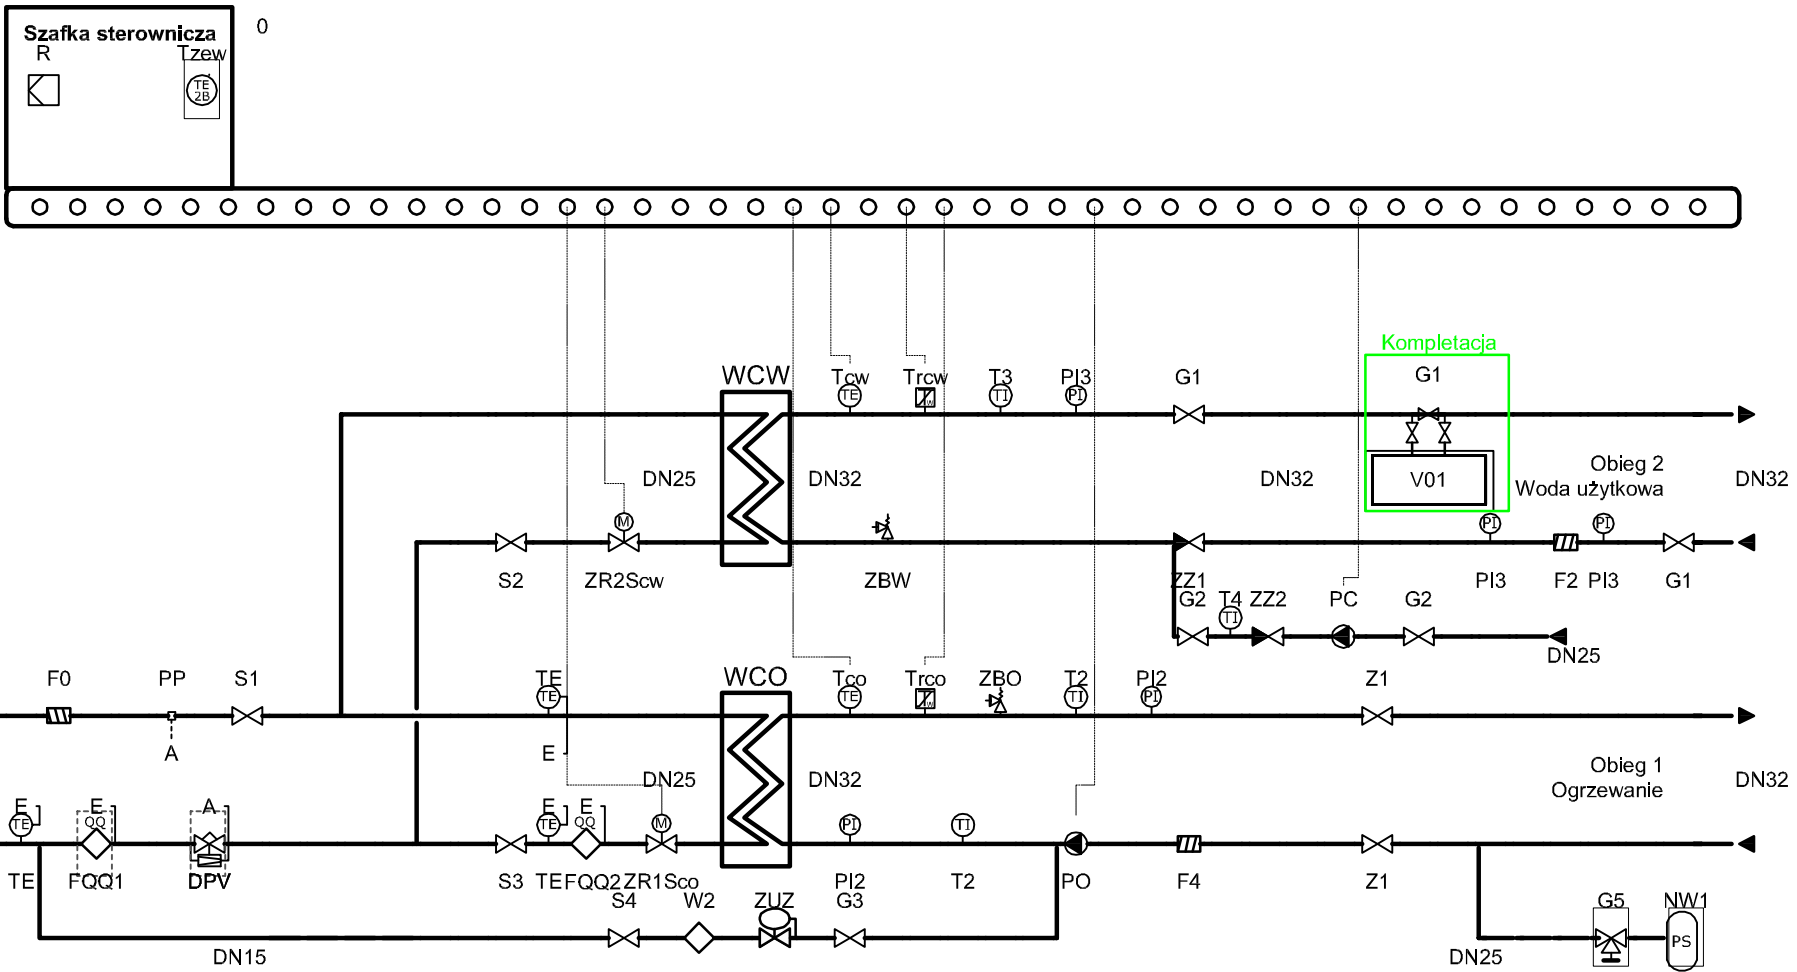 Szafka sterownicza
0
R
Tzew
TE
2B
Kompletacja
WCW
Tcw
Trcw
T3
PI3
G1
G1
TE
TI
PI
DN25
DN32
DN32
V01
Obieg 2
Woda użytkowa
DN32
M
PI
PI
S2
ZR2Scw
ZBW
ZZ1
PI3
F2
PI3
G1
G2
T4
ZZ2
PC
G2
TI
DN25
F0
PP
S1
TE
WCO
Tco
Trco
ZBO
T2
PI2
Z1
TE
TE
TI
PI
A
E
DN25
DN32
Obieg 1
Ogrzewanie
DN32
E
E
A
E
E
TE
QQ
TE
QQ
M
PI
TI
TE
FQQ1
DPV
S3
TE
FQQ2
ZR1Sco
PI2
T2
PO
F4
Z1
S4
W2
ZUZ
G3
G5
NW1
PS
DN15
DN25